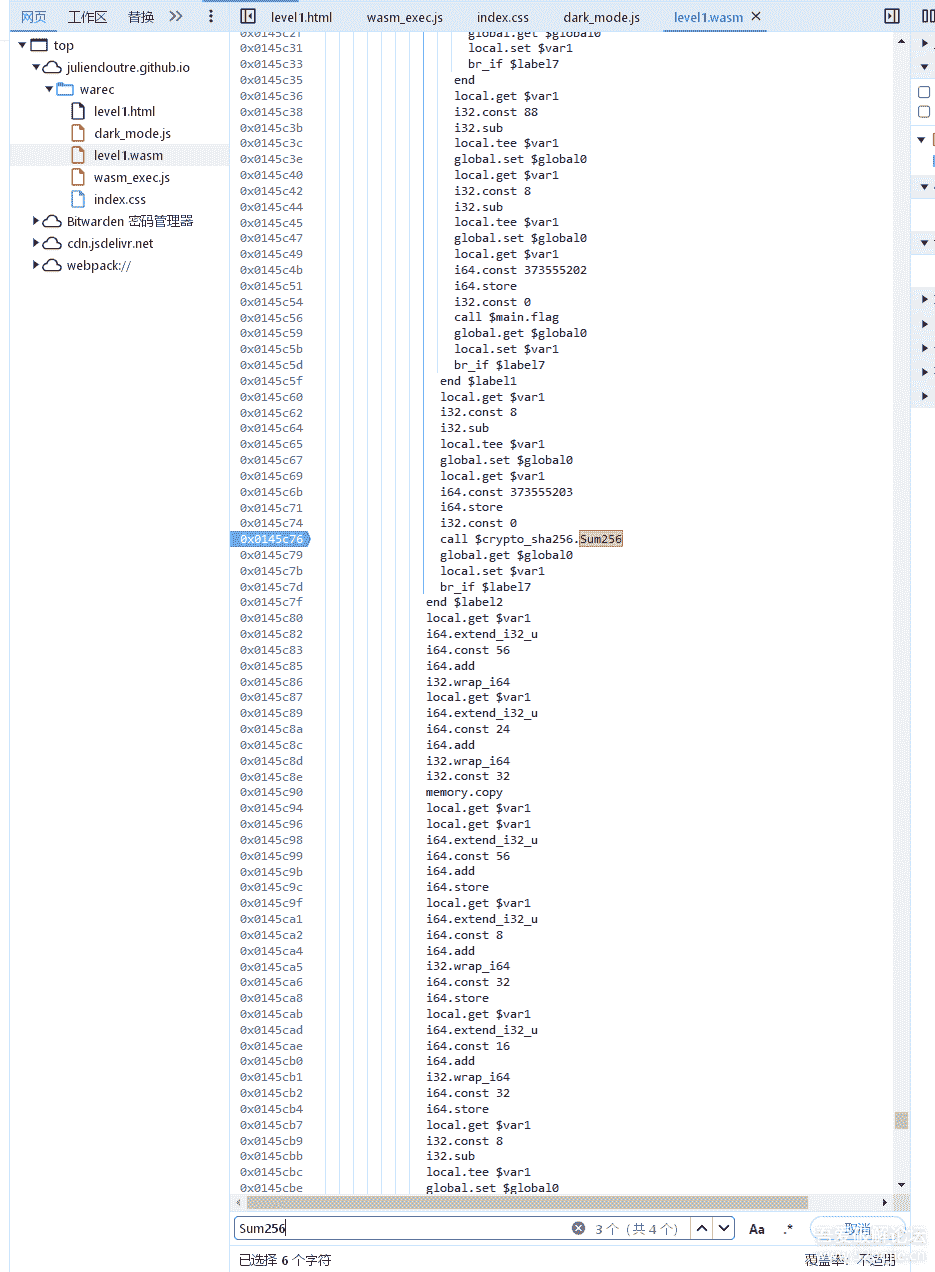 网页 工作区 替换 level1.html wasm_exec.js index.css dark_mode.js level1.wasm
top
juliendoutre.github.io
warec
level1.html
dark_mode.js
level1.wasm
wasm_exec.js
index.css
Bitwarden 密码管理器
cdn.jsdelivr.net
webpack://
0x0145c2f global.get $global0
0x0145c31 local.set $var1
0x0145c33 br_if $label7
0x0145c35 end
0x0145c36 local.get $var1
0x0145c38 i32.const 88
0x0145c3b i32.sub
0x0145c3c local.tee $var1
0x0145c3e global.set $global0
0x0145c40 local.get $var1
0x0145c42 i32.const 8
0x0145c44 i32.sub
0x0145c45 local.tee $var1
0x0145c47 global.set $global0
0x0145c49 local.get $var1
0x0145c4b i64.const 373555202
0x0145c51 i64.store
0x0145c54 i32.const 0
0x0145c56 call $main.flag
0x0145c59 global.get $global0
0x0145c5b local.set $var1
0x0145c5d br_if $label7
0x0145c5f end $label1
0x0145c60 local.get $var1
0x0145c62 i32.const 8
0x0145c64 i32.sub
0x0145c65 local.tee $var1
0x0145c67 global.set $global0
0x0145c69 local.get $var1
0x0145c6b i64.const 373555203
0x0145c71 i64.store
0x0145c74 i32.const 0
0x0145c76 call $crypto_sha256.Sum256
0x0145c79 global.get $global0
0x0145c7b local.set $var1
0x0145c7d br_if $label7
0x0145c7f end $label2
0x0145c80 local.get $var1
0x0145c82 i64.extend_i32_u
0x0145c83 i64.const 56
0x0145c85 i64.add
0x0145c86 i32.wrap_i64
0x0145c87 local.get $var1
0x0145c89 i64.extend_i32_u
0x0145c8a i64.const 24
0x0145c8c i64.add
0x0145c8d i32.wrap_i64
0x0145c8e i32.const 32
0x0145c90 memory.copy
0x0145c94 local.get $var1
0x0145c96 local.get $var1
0x0145c98 i64.extend_i32_u
0x0145c99 i64.const 56
0x0145c9b i64.add
0x0145c9c i64.store
0x0145c9f local.get $var1
0x0145ca1 i64.extend_i32_u
0x0145ca2 i64.const 8
0x0145ca4 i64.add
0x0145ca5 i32.wrap_i64
0x0145ca6 i64.const 32
0x0145ca8 i64.store
0x0145cab local.get $var1
0x0145cad i64.extend_i32_u
0x0145cae i64.const 16
0x0145cb0 i64.add
0x0145cb1 i32.wrap_i64
0x0145cb2 i64.const 32
0x0145cb4 i64.store
0x0145cb7 local.get $var1
0x0145cb9 i32.const 8
0x0145cbb i32.sub
0x0145cbc local.tee $var1
0x0145cbe global.set $global0
Sum256 3 个（共 4 个） Aa .* 取消
已选择 6 个字符 覆盖率: 不适用